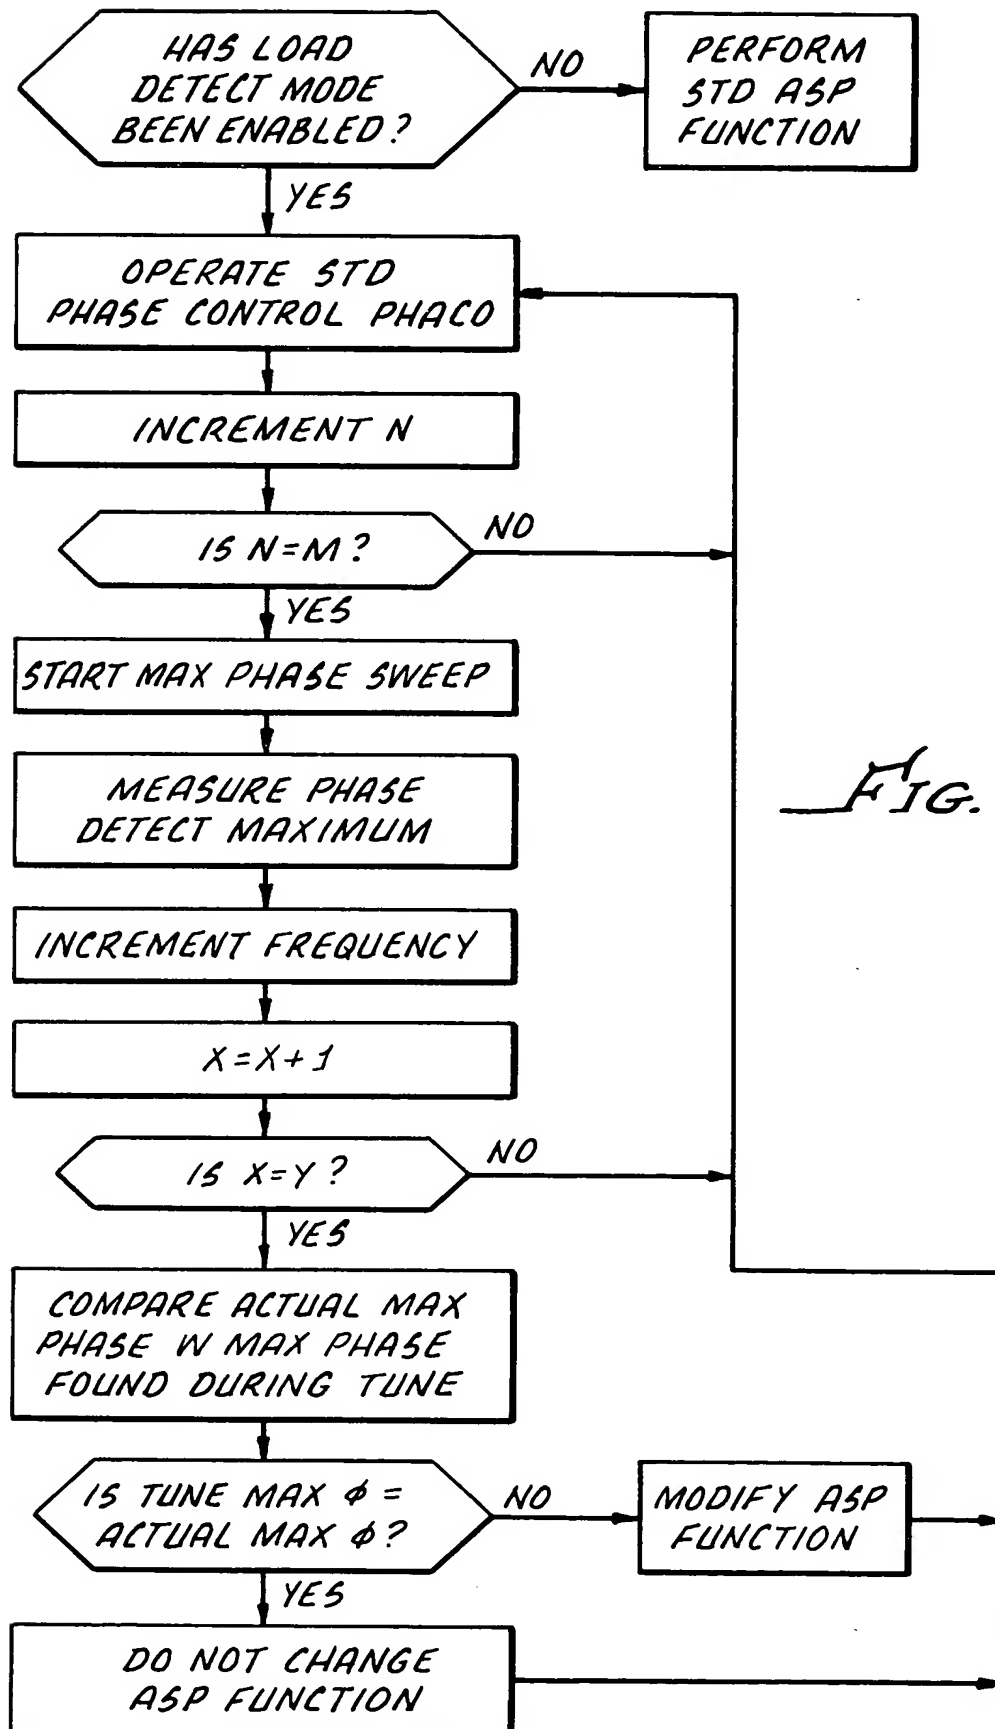 HAS LOAD
DETECT MODE
BEEN ENABLED?
NO
PERFORM
STD ASP
FUNCTION
YES
OPERATE STD
PHASE CONTROL PHACO
INCREMENT N
IS N=M?
NO
YES
START MAX PHASE SWEEP
MEASURE PHASE
DETECT MAXIMUM
FIG.
INCREMENT FREQUENCY
X=X+1
IS X=Y?
NO
YES
COMPARE ACTUAL MAX
PHASE W MAX PHASE
FOUND DURING TUNE
IS TUNE MAX ϕ =
ACTUAL MAX ϕ?
NO
MODIFY ASP
FUNCTION
YES
DO NOT CHANGE
ASP FUNCTION